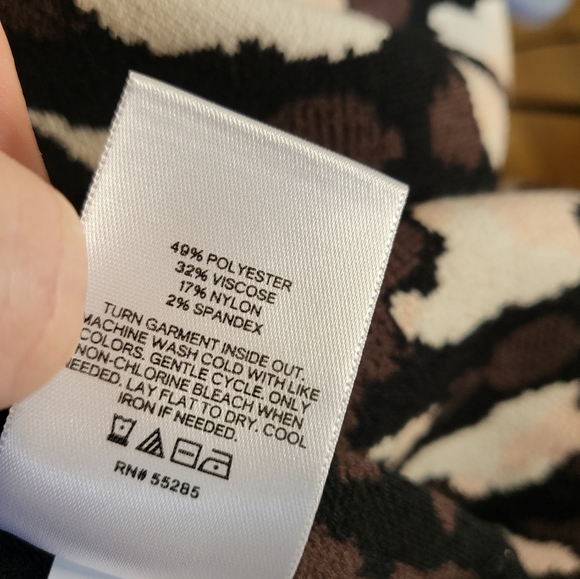 49% POLYESTER
32% VISCOSE
17% NYLON
2% SPANDEX
TURN GARMENT INSIDE OUT.
MACHINE WASH COLD WITH LIKE
COLORS. GENTLE CYCLE. ONLY
NON-CHLORINE BLEACH WHEN
NEEDED. LAY FLAT TO DRY. COOL
IRON IF NEEDED.
RN# 55285